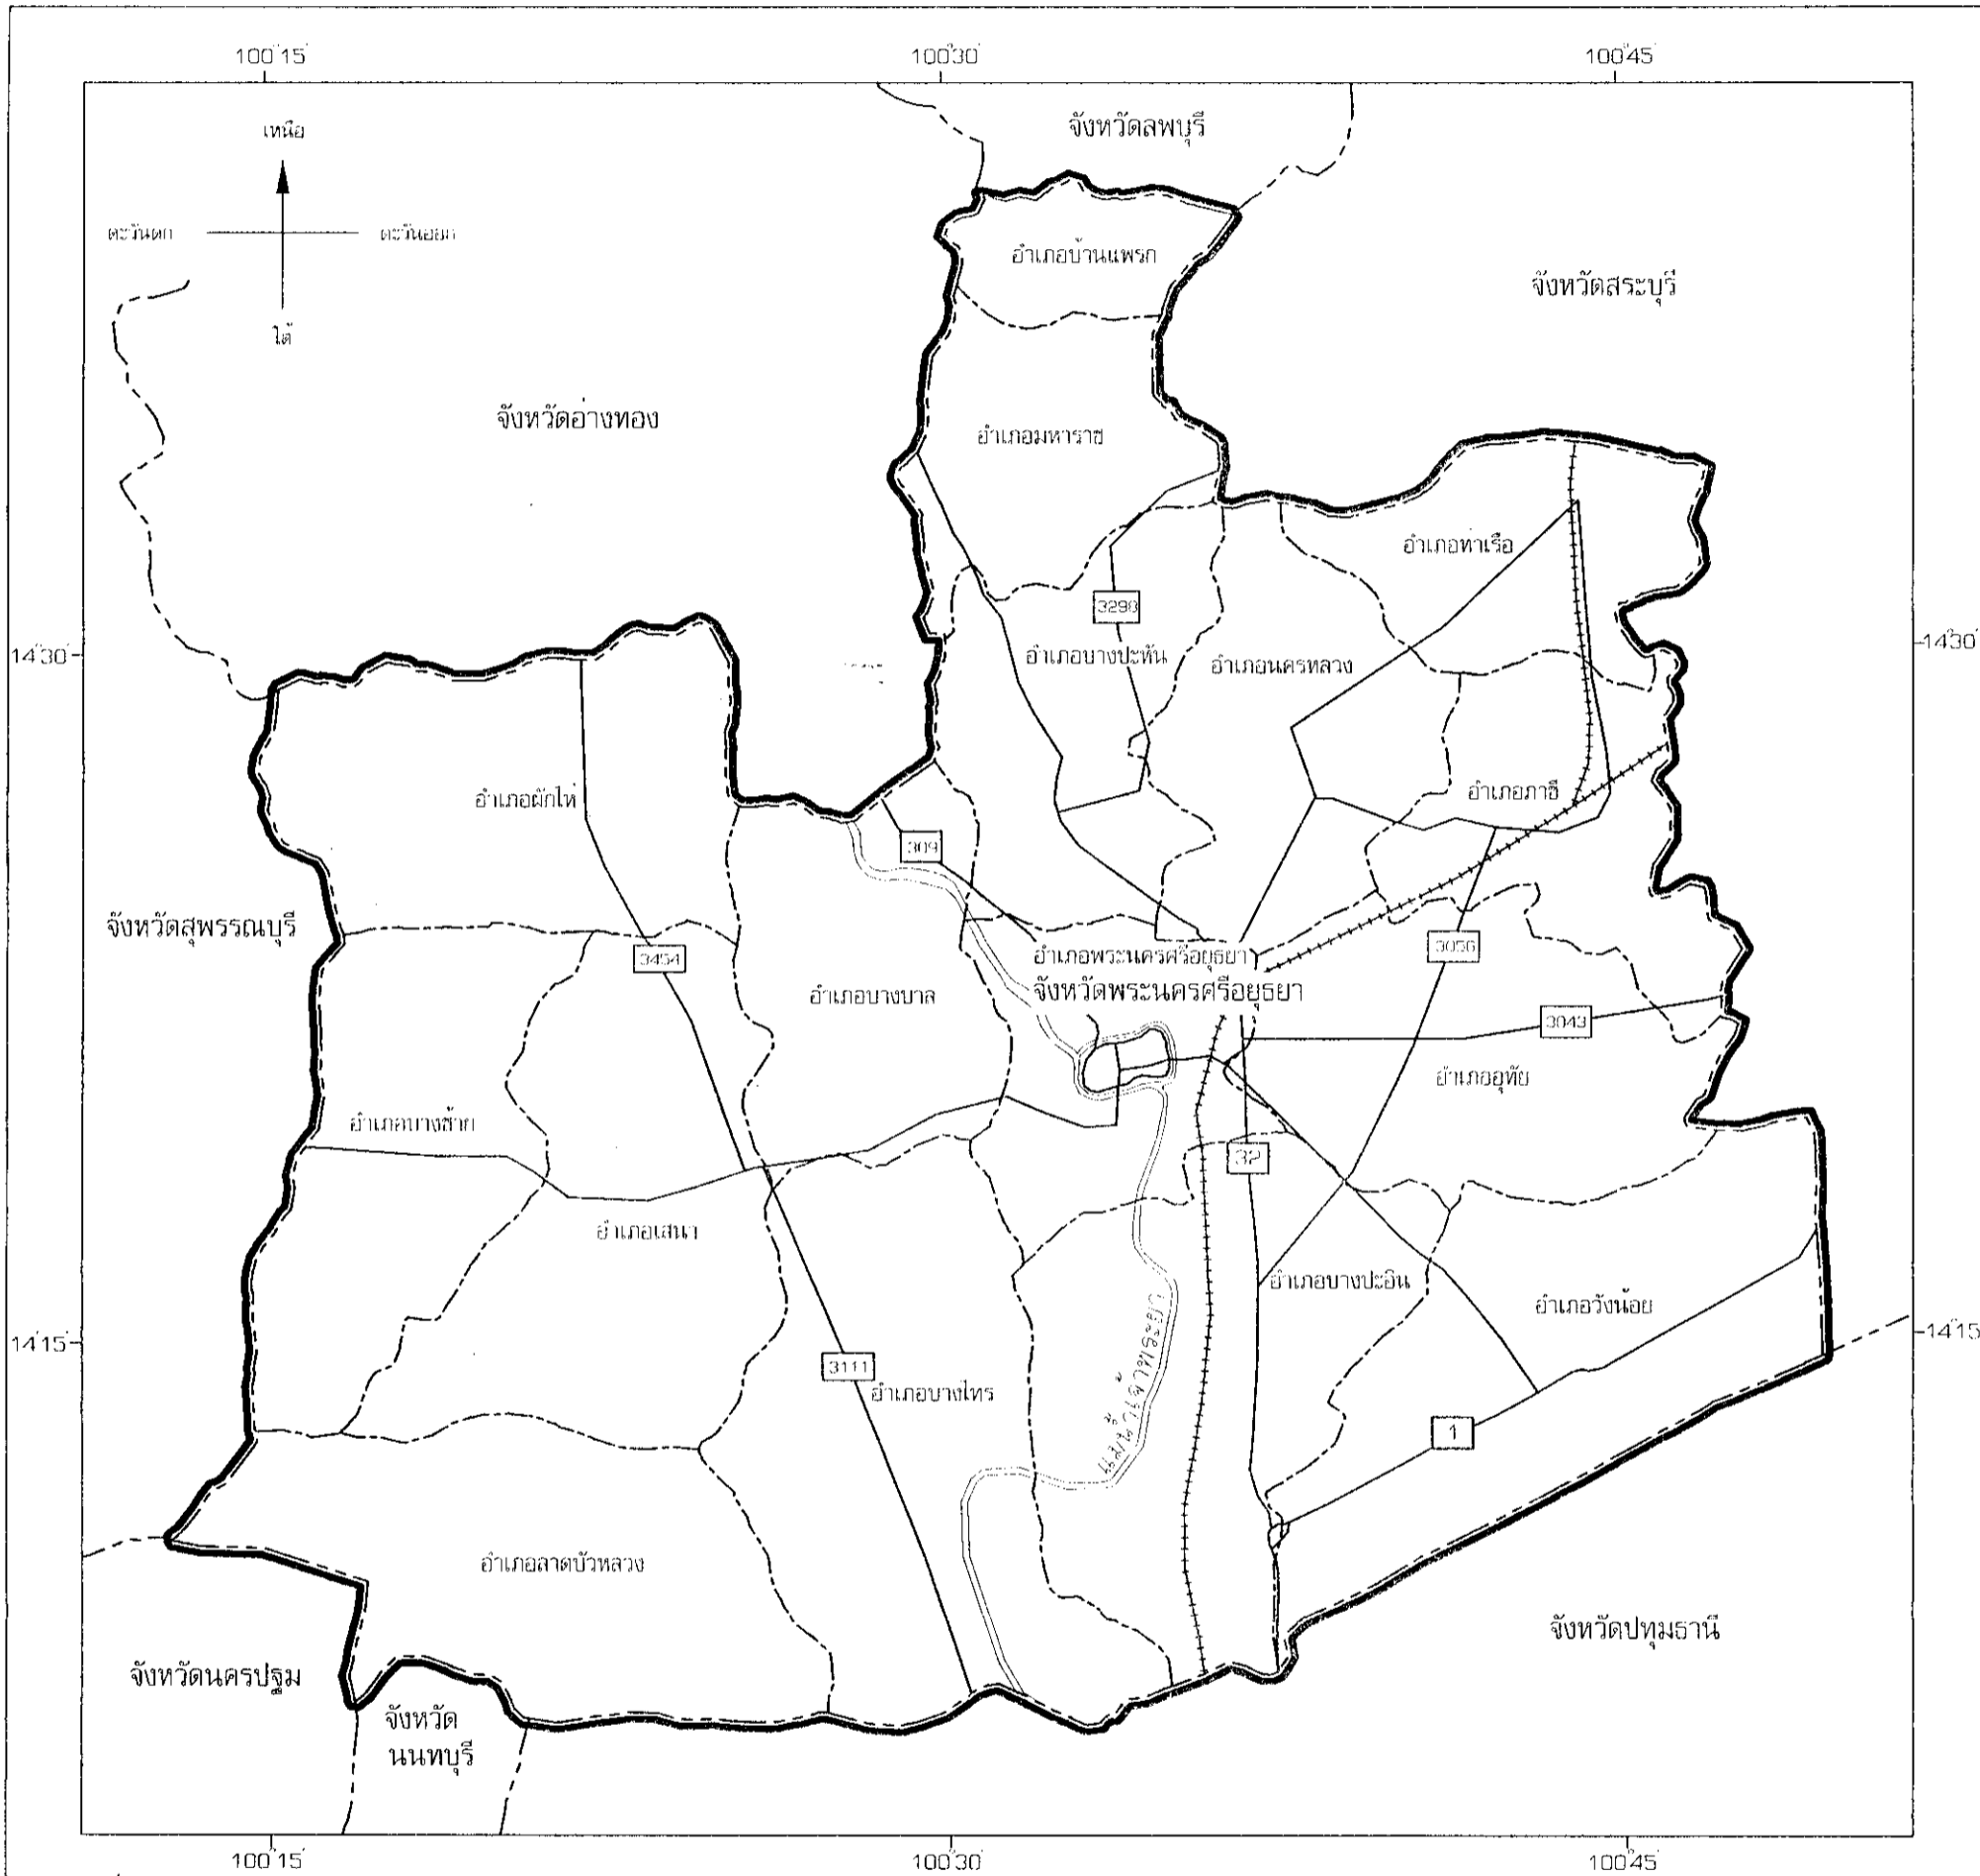 100°15'
100°30'
100°45'
เหนือ
ตะวันตก
ตะวันออก
ใต้
จังหวัดลพบุรี
อำเภอบ้านแพรก
จังหวัดสระบุรี
จังหวัดอ่างทอง
อำเภอมหาราช
อำเภอท่าเรือ
3298
14°30'
14°30'
อำเภอบางปะหัน
อำเภอนครหลวง
อำเภอผักไห่
อำเภอภาชี
309
จังหวัดสุพรรณบุรี
3454
อำเภอพระนครศรีอยุธยา
3056
อำเภอบางบาล
จังหวัดพระนครศรีอยุธยา
3043
อำเภออุทัย
อำเภอบางซ้าย
32
อำเภอเสนา
อำเภอบางปะอิน
อำเภอวังน้อย
14°15'
14°15'
3111
อำเภอบางไทร
แม่น้ำเจ้าพระยา
1
อำเภอลาดบัวหลวง
จังหวัดปทุมธานี
จังหวัดนครปฐม
จังหวัด
นนทบุรี
100°15'
100°30'
100°45'